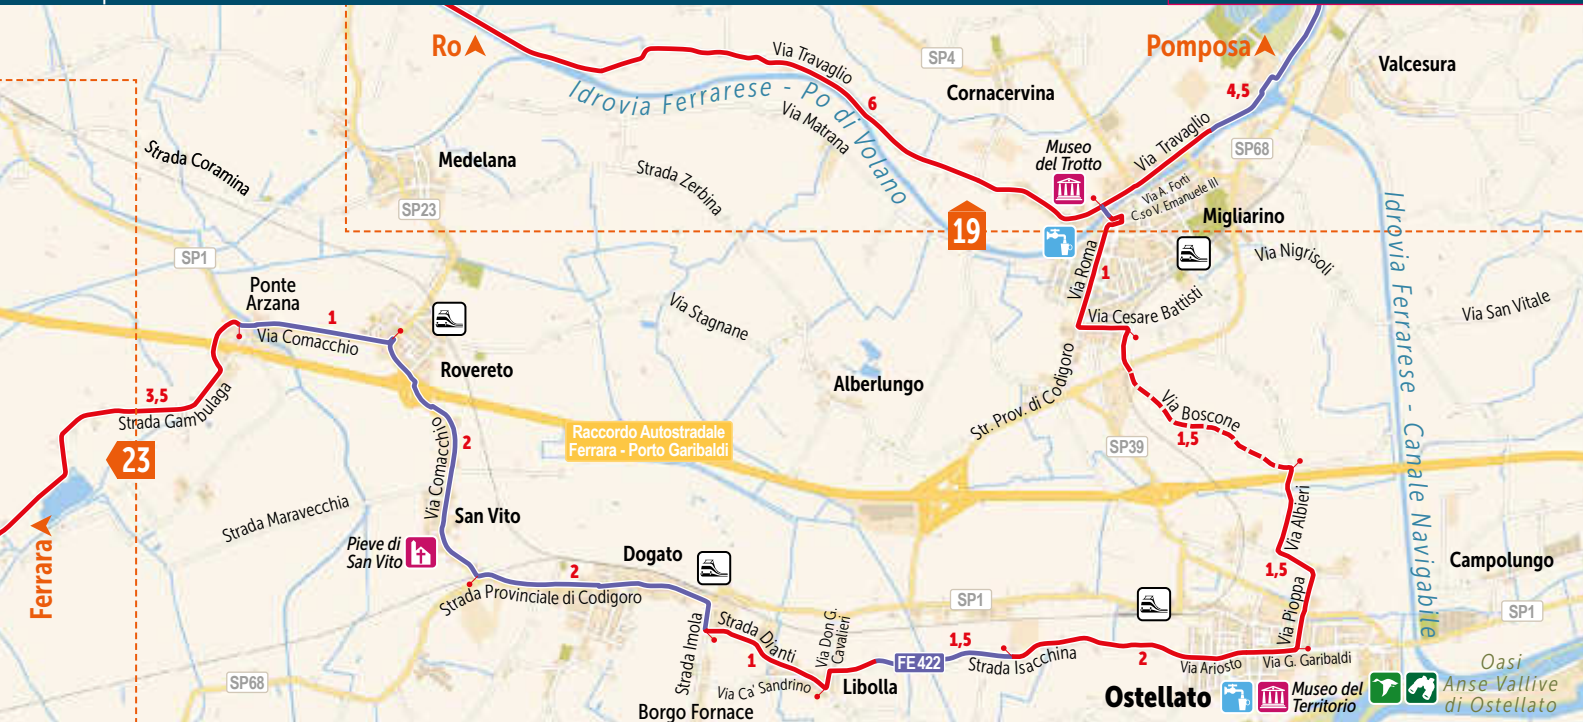 Ro
Via Travaglio
SP4
Pomposa
Valcesura
Idrovia Ferrarese - Po di Volano
6
Cornacervina
4,5
Via Matrana
Via Travaglio
SP68
Strada Coramina
Medelana
Museo
del Trotto
Strada Zerbina
Via A. Forti
C.so V. Emanuele III
SP23
Migliarino
19
Idrovia Ferrarese - Canale Navigabile
SP1
Via Nigrisoli
Ponte
Arzana
Via Roma
1
Via Stagnane
Via San Vitale
1
Via Comacchio
Via Cesare Battisti
Rovereto
Alberlungo
3,5
Strada Gambulaga
Str. Prov. di Codigoro
Via Boscone
1,5
Raccordo Autostradale
Ferrara - Porto Garibaldi
2
Via Comacchio
SP39
23
Strada Maravecchia
San Vito
Via Albieri
Pieve di
San Vito
Dogato
Campolungo
Ferrara
2
Strada Provinciale di Codigoro
1,5
SP1
SP1
Via Pioppa
Strada Imola
Strada Dianti
1
Via Don G.
Cavalieri
1,5
FE422
Strada Isacchina
2
Via Ariosto
Via G. Garibaldi
SP68
Via Ca' Sandrino
Libolla
Borgo Fornace
Ostellato
Museo del
Territorio
Oasi
Anse Vallive
di Ostellato